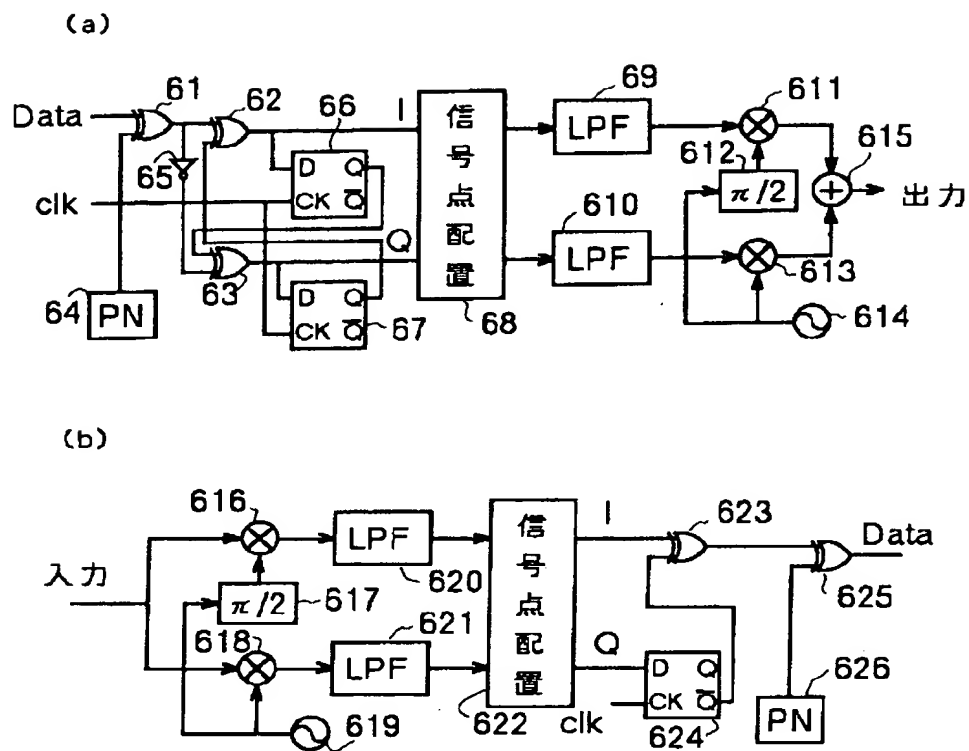 (a)
61
62
66
69
611
Data
I
LPF
612
615
65
D Q
CK Q̅
信号点配置
π/2
出力
clk
610
Q
LPF
613
63
64
PN
D Q
CK Q̅
67
68
614
(b)
616
LPF
620
信号点配置
I
623
Data
入力
π/2
617
625
618
621
LPF
Q
D Q
CK Q̅
626
619
622
clk
624
PN